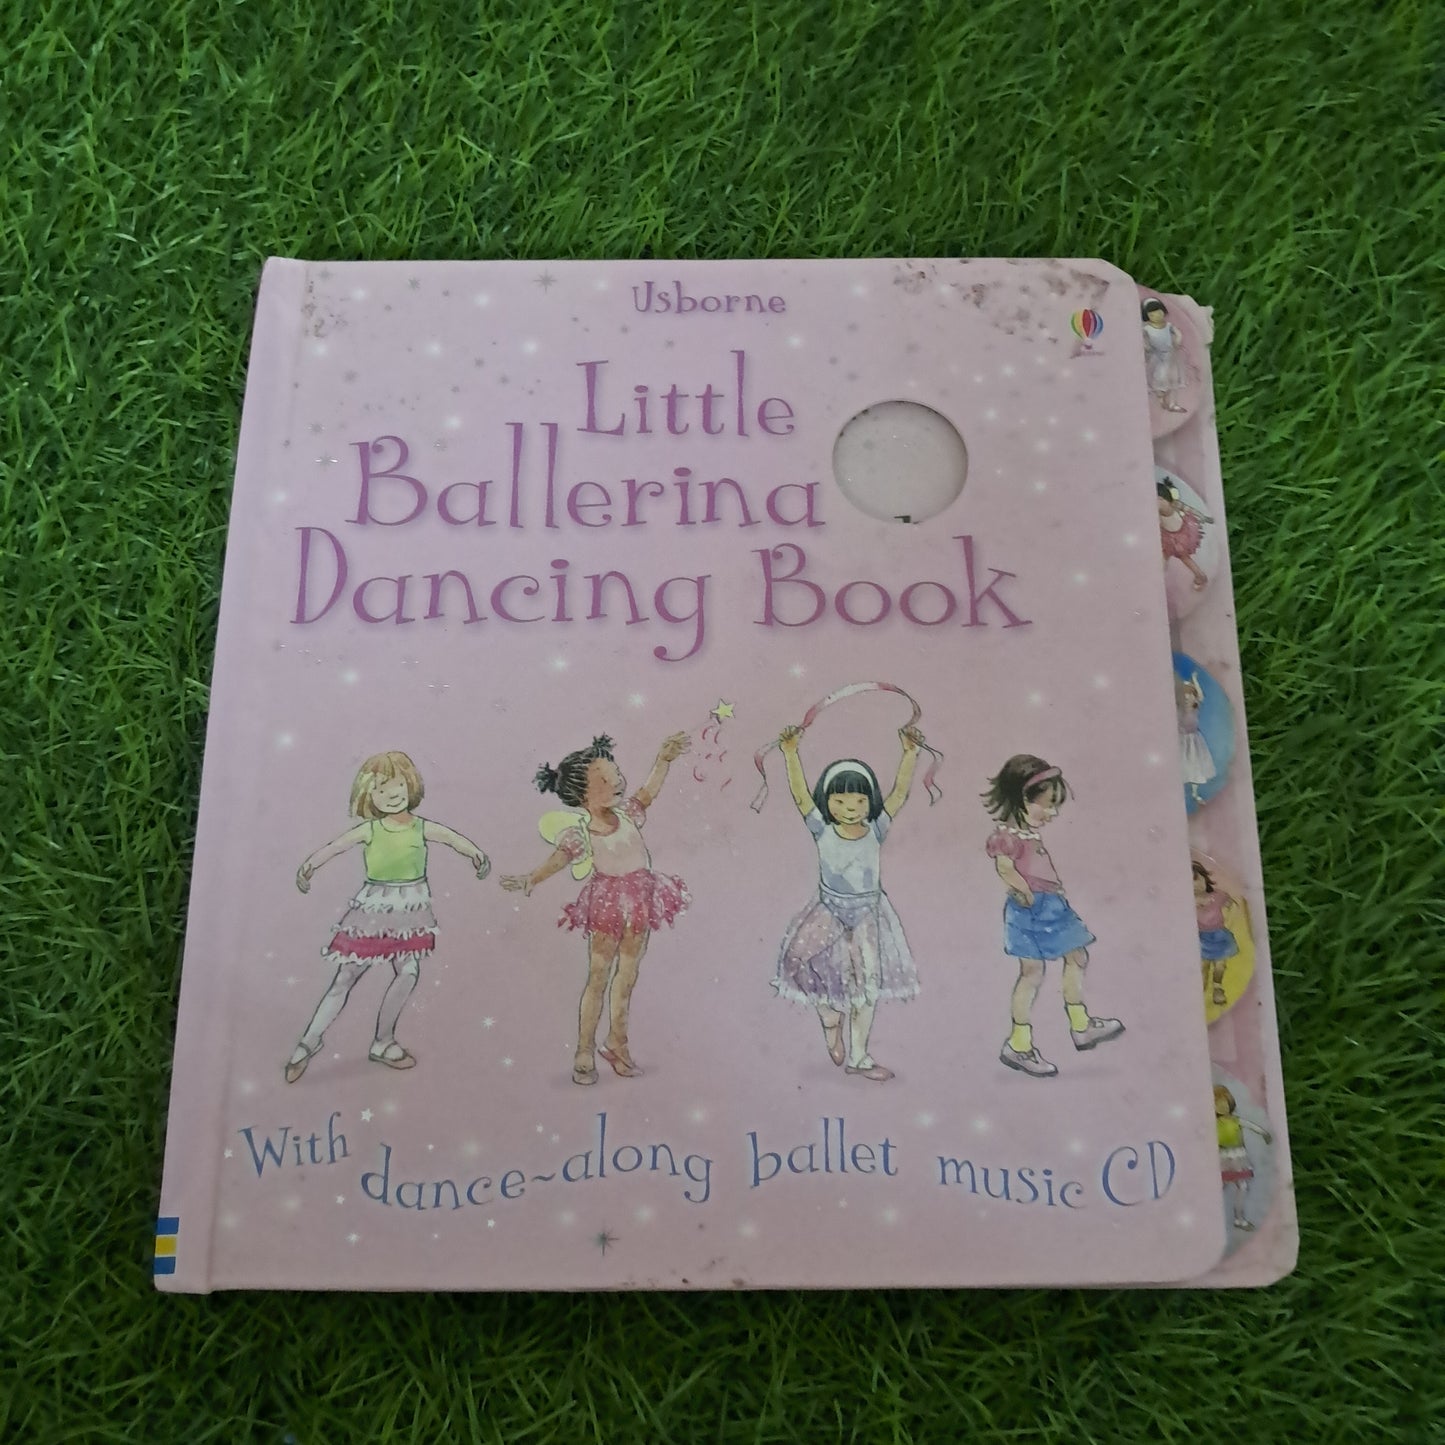 Usborne
Little
Ballerina
Dancing Book
With dance~along ballet music CD